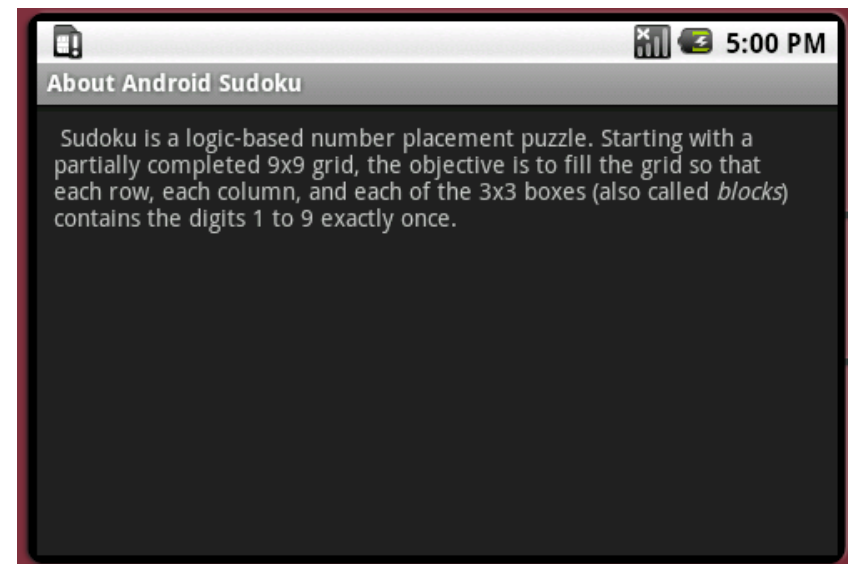 5:00 PM
About Android Sudoku
Sudoku is a logic-based number placement puzzle. Starting with a
partially completed 9x9 grid, the objective is to fill the grid so that
each row, each column, and each of the 3x3 boxes (also called blocks)
contains the digits 1 to 9 exactly once.